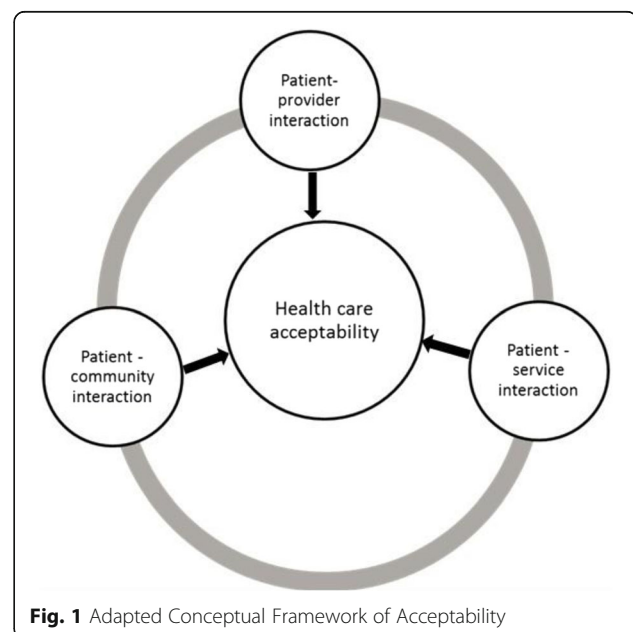 Patient-
provider
interaction
Health care
acceptability
Patient -
community
interaction
Patient -
service
interaction
Fig. 1 Adapted Conceptual Framework of Acceptability